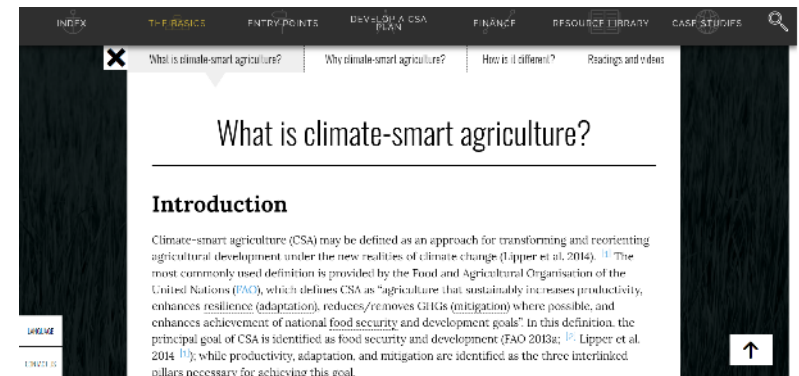 INDEX
THE BASICS
ENTRY POINTS
DEVELOP A CSA
PLAN
FINANCE
RESOURCE LIBRARY
CASE STUDIES
What is climate-smart agriculture?
Why climate-smart agriculture?
How is it different?
Readings and videos
What is climate-smart agriculture?
Introduction
Climate-smart agriculture (CSA) may be defined as an approach for transforming and reorienting
agricultural development under the new realities of climate change (Lipper et al. 2014). [1] The
most commonly used definition is provided by the Food and Agricultural Organisation of the
United Nations (FAO), which defines CSA as “agriculture that sustainably increases productivity,
enhances resilience (adaptation), reduces/removes GHGs (mitigation) where possible, and
enhances achievement of national food security and development goals”. In this definition, the
principal goal of CSA is identified as food security and development (FAO 2013a; [2], Lipper et al.
2014 [1]); while productivity, adaptation, and mitigation are identified as the three interlinked
pillars necessary for achieving this goal.
LANGUAGE